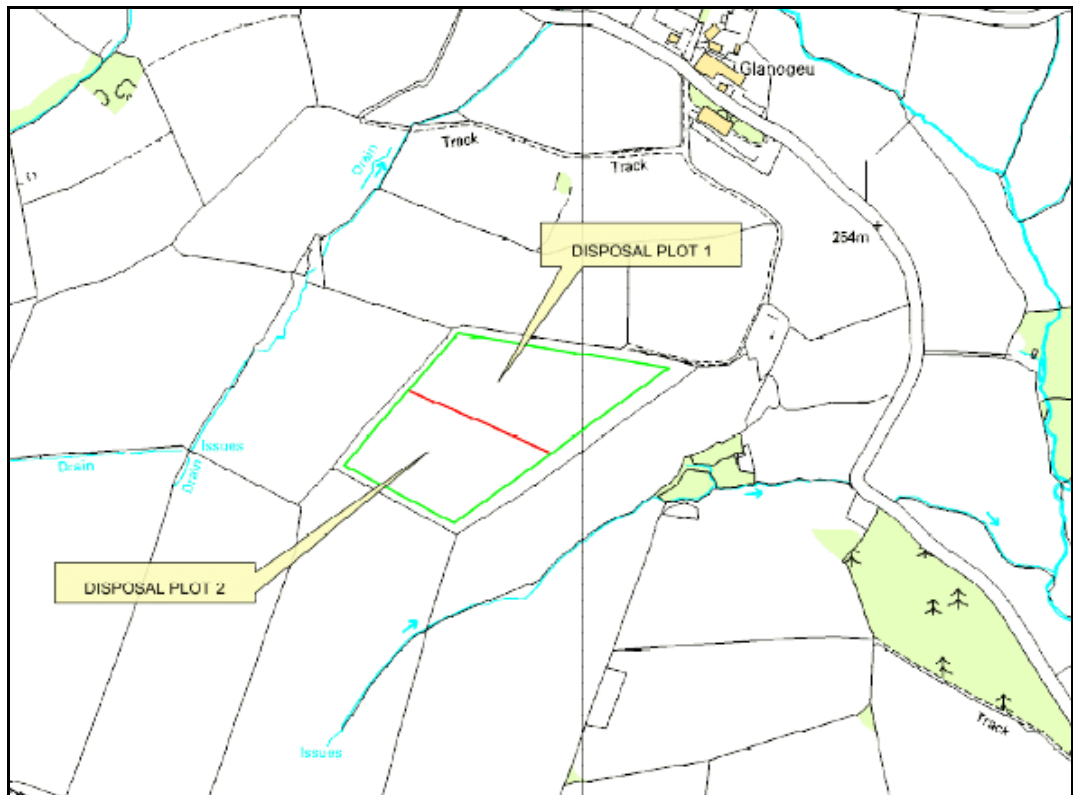 Glanogeu
Track
Drain
Track
254m
DISPOSAL PLOT 1
Issues
Drain
Drain
DISPOSAL PLOT 2
Track
Issues